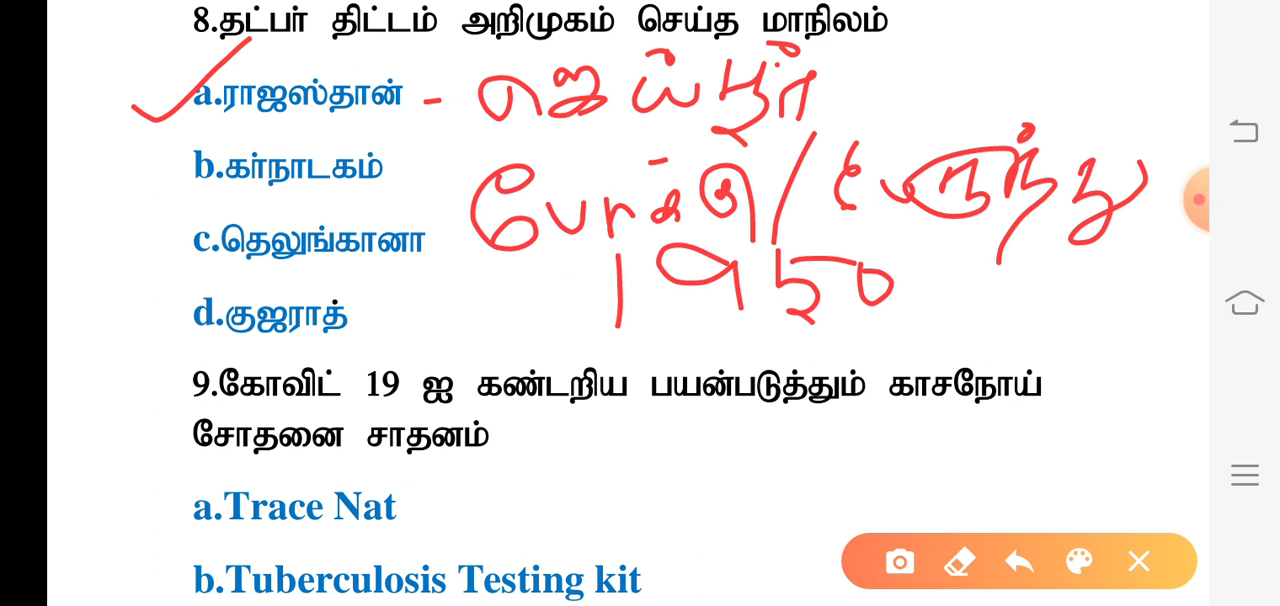 8.தட்பர் திட்டம் அறிமுகம் செய்த மாநிலம்
a.ராஜஸ்தான் - ஜெய்பூர்
b.கர்நாடகம்
போக்கு/
c.தெலுங்கானா
1950
d.குஜராத்
9.கோவிட் 19 ஐ கண்டறிய பயன்படுத்தும் காசநோய்
சோதனை சாதனம்
a.Trace Nat
b.Tuberculosis Testing kit